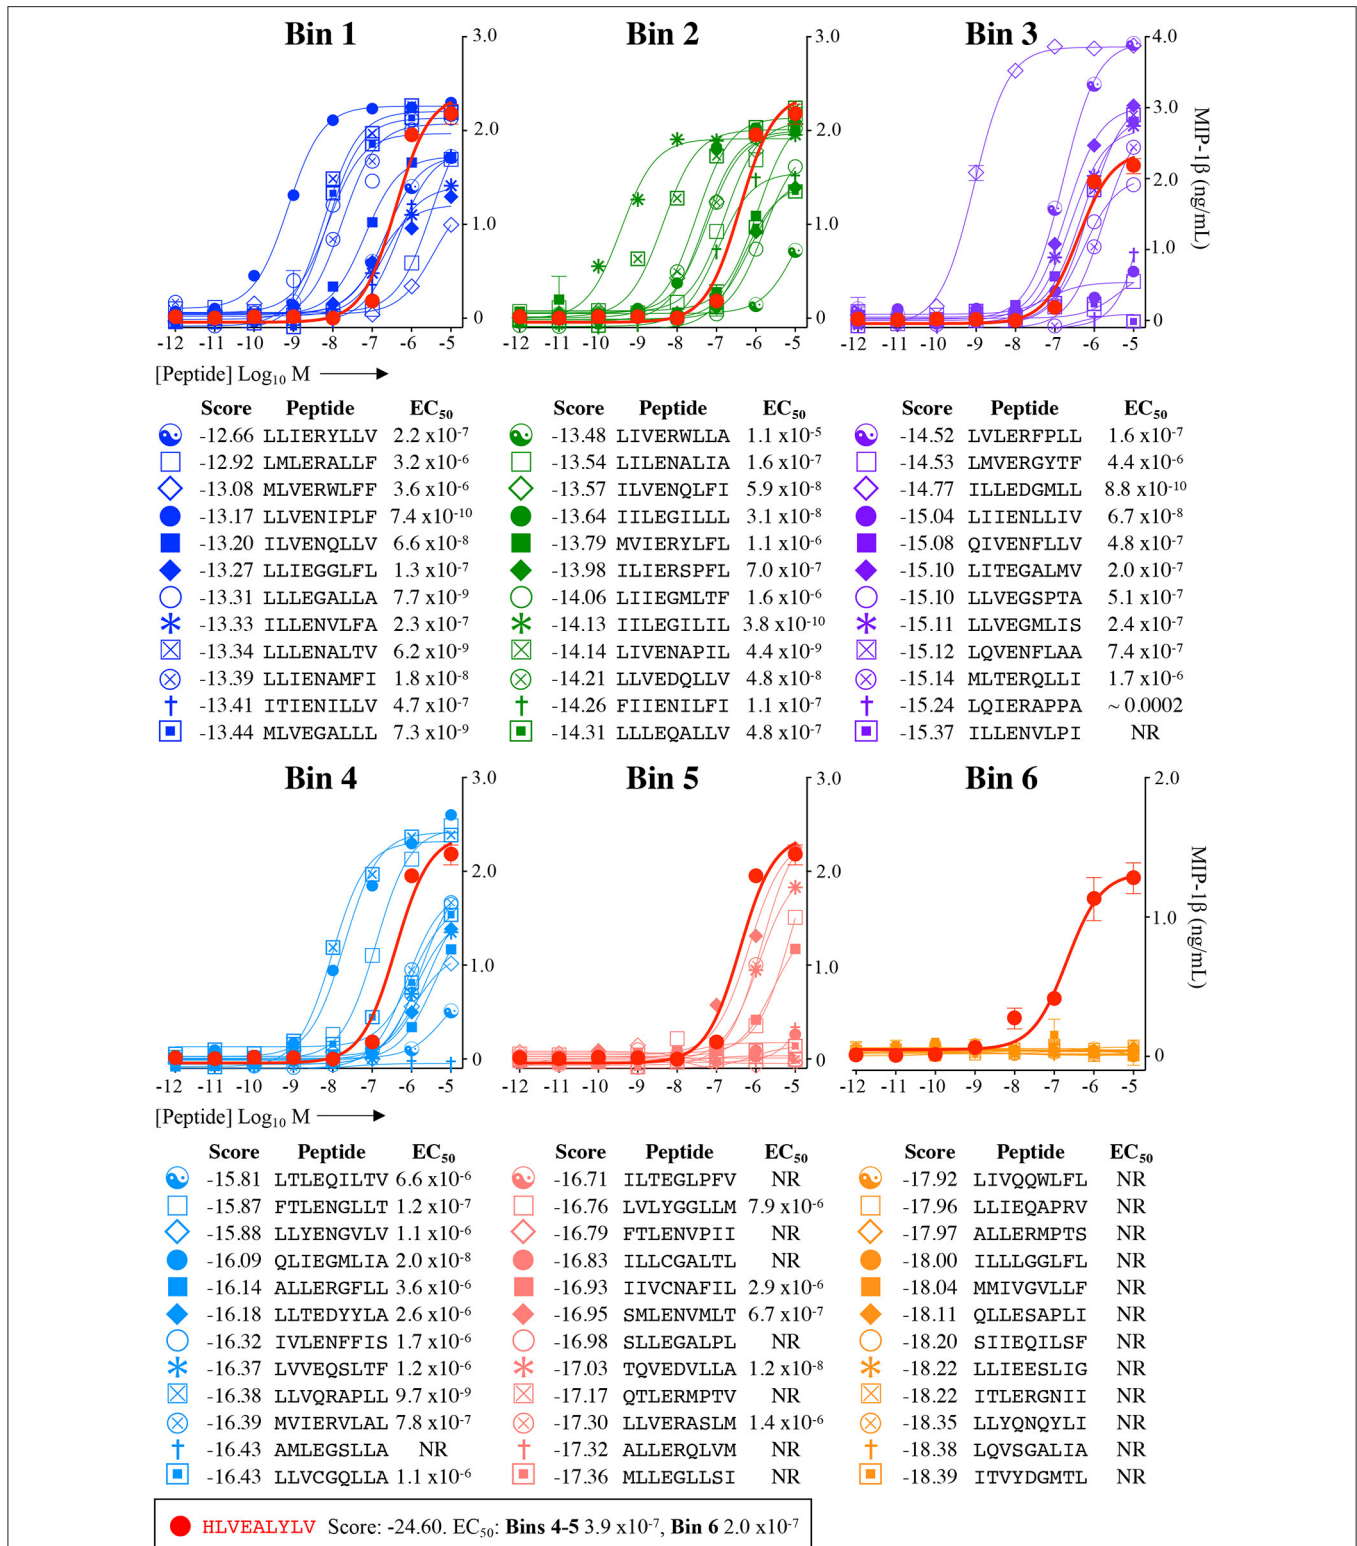 Bin 1
Bin 2
Bin 3
3.0
2.0
1.0
0
3.0
2.0
1.0
0
4.0
3.0
2.0
1.0
0
MIP-1β (ng/mL)
-12 -11 -10 -9 -8 -7 -6 -5
-12 -11 -10 -9 -8 -7 -6 -5
-12 -11 -10 -9 -8 -7 -6 -5
[Peptide] Log₁₀ M
Score Peptide EC₅₀
-12.66 LLIERYLLV 2.2 x10⁻⁷
-12.92 LMLERALLF 3.2 x10⁻⁶
-13.08 MLVERWLFF 3.6 x10⁻⁶
-13.17 LLVENIPLF 7.4 x10⁻¹⁰
-13.20 ILVENQLLV 6.6 x10⁻⁸
-13.27 LLIEGGLFL 1.3 x10⁻⁷
-13.31 LLLEGALLA 7.7 x10⁻⁹
-13.33 ILLENVLFA 2.3 x10⁻⁷
-13.34 LLLENALTV 6.2 x10⁻⁹
-13.39 LLIENAMFI 1.8 x10⁻⁸
-13.41 ITIENILLV 4.7 x10⁻⁷
-13.44 MLVEGALLL 7.3 x10⁻⁹
Score Peptide EC₅₀
-13.48 LIVERWLLA 1.1 x10⁻⁵
-13.54 LILENALIA 1.6 x10⁻⁷
-13.57 ILVENQLFI 5.9 x10⁻⁸
-13.64 IILEGILLL 3.1 x10⁻⁸
-13.79 MVIERYLFL 1.1 x10⁻⁶
-13.98 ILIERSPFL 7.0 x10⁻⁷
-14.06 LIIEGMLTF 1.6 x10⁻⁶
-14.13 IILEGILIL 3.8 x10⁻¹⁰
-14.14 LIVENAPIL 4.4 x10⁻⁹
-14.21 LLVEDQLLV 4.8 x10⁻⁸
-14.26 FIIENILFI 1.1 x10⁻⁷
-14.31 LLLEQALLV 4.8 x10⁻⁷
Score Peptide EC₅₀
-14.52 LVLERFPLL 1.6 x10⁻⁷
-14.53 LMVERGYTF 4.4 x10⁻⁶
-14.77 ILLEDGMLL 8.8 x10⁻¹⁰
-15.04 LIIENLLIV 6.7 x10⁻⁸
-15.08 QIVENFLLV 4.8 x10⁻⁷
-15.10 LITEGALMV 2.0 x10⁻⁷
-15.10 LLVEGSPTA 5.1 x10⁻⁷
-15.11 LLVEGMLIS 2.4 x10⁻⁷
-15.12 LQVENFLAA 7.4 x10⁻⁷
-15.14 MLTERQLLI 1.7 x10⁻⁶
-15.24 LQIERAPPA ~ 0.0002
-15.37 ILLENVLPI NR
Bin 4
Bin 5
Bin 6
3.0
2.0
1.0
0
3.0
2.0
1.0
0
2.0
1.0
0
MIP-1β (ng/mL)
-12 -11 -10 -9 -8 -7 -6 -5
-12 -11 -10 -9 -8 -7 -6 -5
-12 -11 -10 -9 -8 -7 -6 -5
[Peptide] Log₁₀ M
Score Peptide EC₅₀
-15.81 LTLEQILTV 6.6 x10⁻⁶
-15.87 FTLENGLLT 1.2 x10⁻⁷
-15.88 LLYENGVLV 1.1 x10⁻⁶
-16.09 QLIEGMLIA 2.0 x10⁻⁸
-16.14 ALLERGFLL 3.6 x10⁻⁶
-16.18 LLTEDYYLA 2.6 x10⁻⁶
-16.32 IVLENFFIS 1.7 x10⁻⁶
-16.37 LVVEQSLTF 1.2 x10⁻⁶
-16.38 LLVQRAPLL 9.7 x10⁻⁹
-16.39 MVIERVLAL 7.8 x10⁻⁷
-16.43 AMLEGSLLA NR
-16.43 LLVCGQLLA 1.1 x10⁻⁶
Score Peptide EC₅₀
-16.71 ILTEGLPFV NR
-16.76 LVLYGGLLM 7.9 x10⁻⁶
-16.79 FTLENVPII NR
-16.83 ILLCGALTL NR
-16.93 IIVCNAFIL 2.9 x10⁻⁶
-16.95 SMLENVMLT 6.7 x10⁻⁷
-16.98 SLLEGALPL NR
-17.03 TQVEDVLLA 1.2 x10⁻⁸
-17.17 QTLERMPTV NR
-17.30 LLVERASLM 1.4 x10⁻⁶
-17.32 ALLERQLVM NR
-17.36 MLLEGLLSI NR
Score Peptide EC₅₀
-17.92 LIVQQWLFL NR
-17.96 LLIEQAPRV NR
-17.97 ALLERMPTS NR
-18.00 ILLLGGLFL NR
-18.04 MMIVGVLLF NR
-18.11 QLLESAPLI NR
-18.20 SIIEQILSF NR
-18.22 LLIEESLIG NR
-18.22 ITLERGNII NR
-18.35 LLYQNQYLI NR
-18.38 LQVSGALIA NR
-18.39 ITVYDGMTL NR
HLVEALYLV Score: -24.60. EC₅₀: Bins 4-5 3.9 x10⁻⁷, Bin 6 2.0 x10⁻⁷